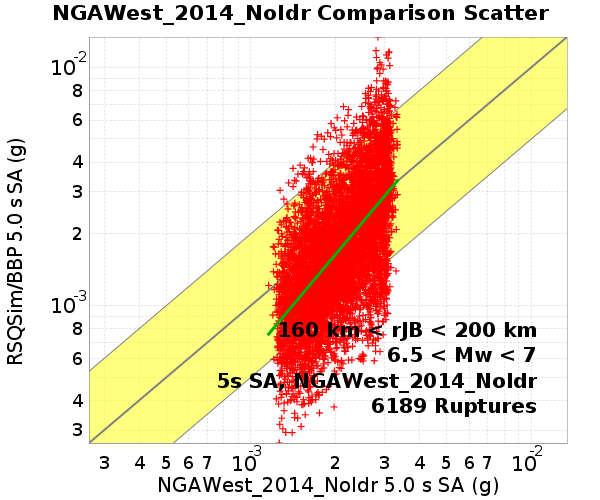 NGAWest_2014_NoIdr Comparison Scatter
RSQSim/BBP 5.0 s SA (g)
10⁻²
8
6
4
3
2
10⁻³
8
6
4
3
160 km < rJB < 200 km
6.5 < Mw < 7
5s SA, NGAWest_2014_NoIdr
6189 Ruptures
3 4 5 6 7 10⁻³ 2 3 4 5 6 7 10⁻²
NGAWest_2014_NoIdr 5.0 s SA (g)